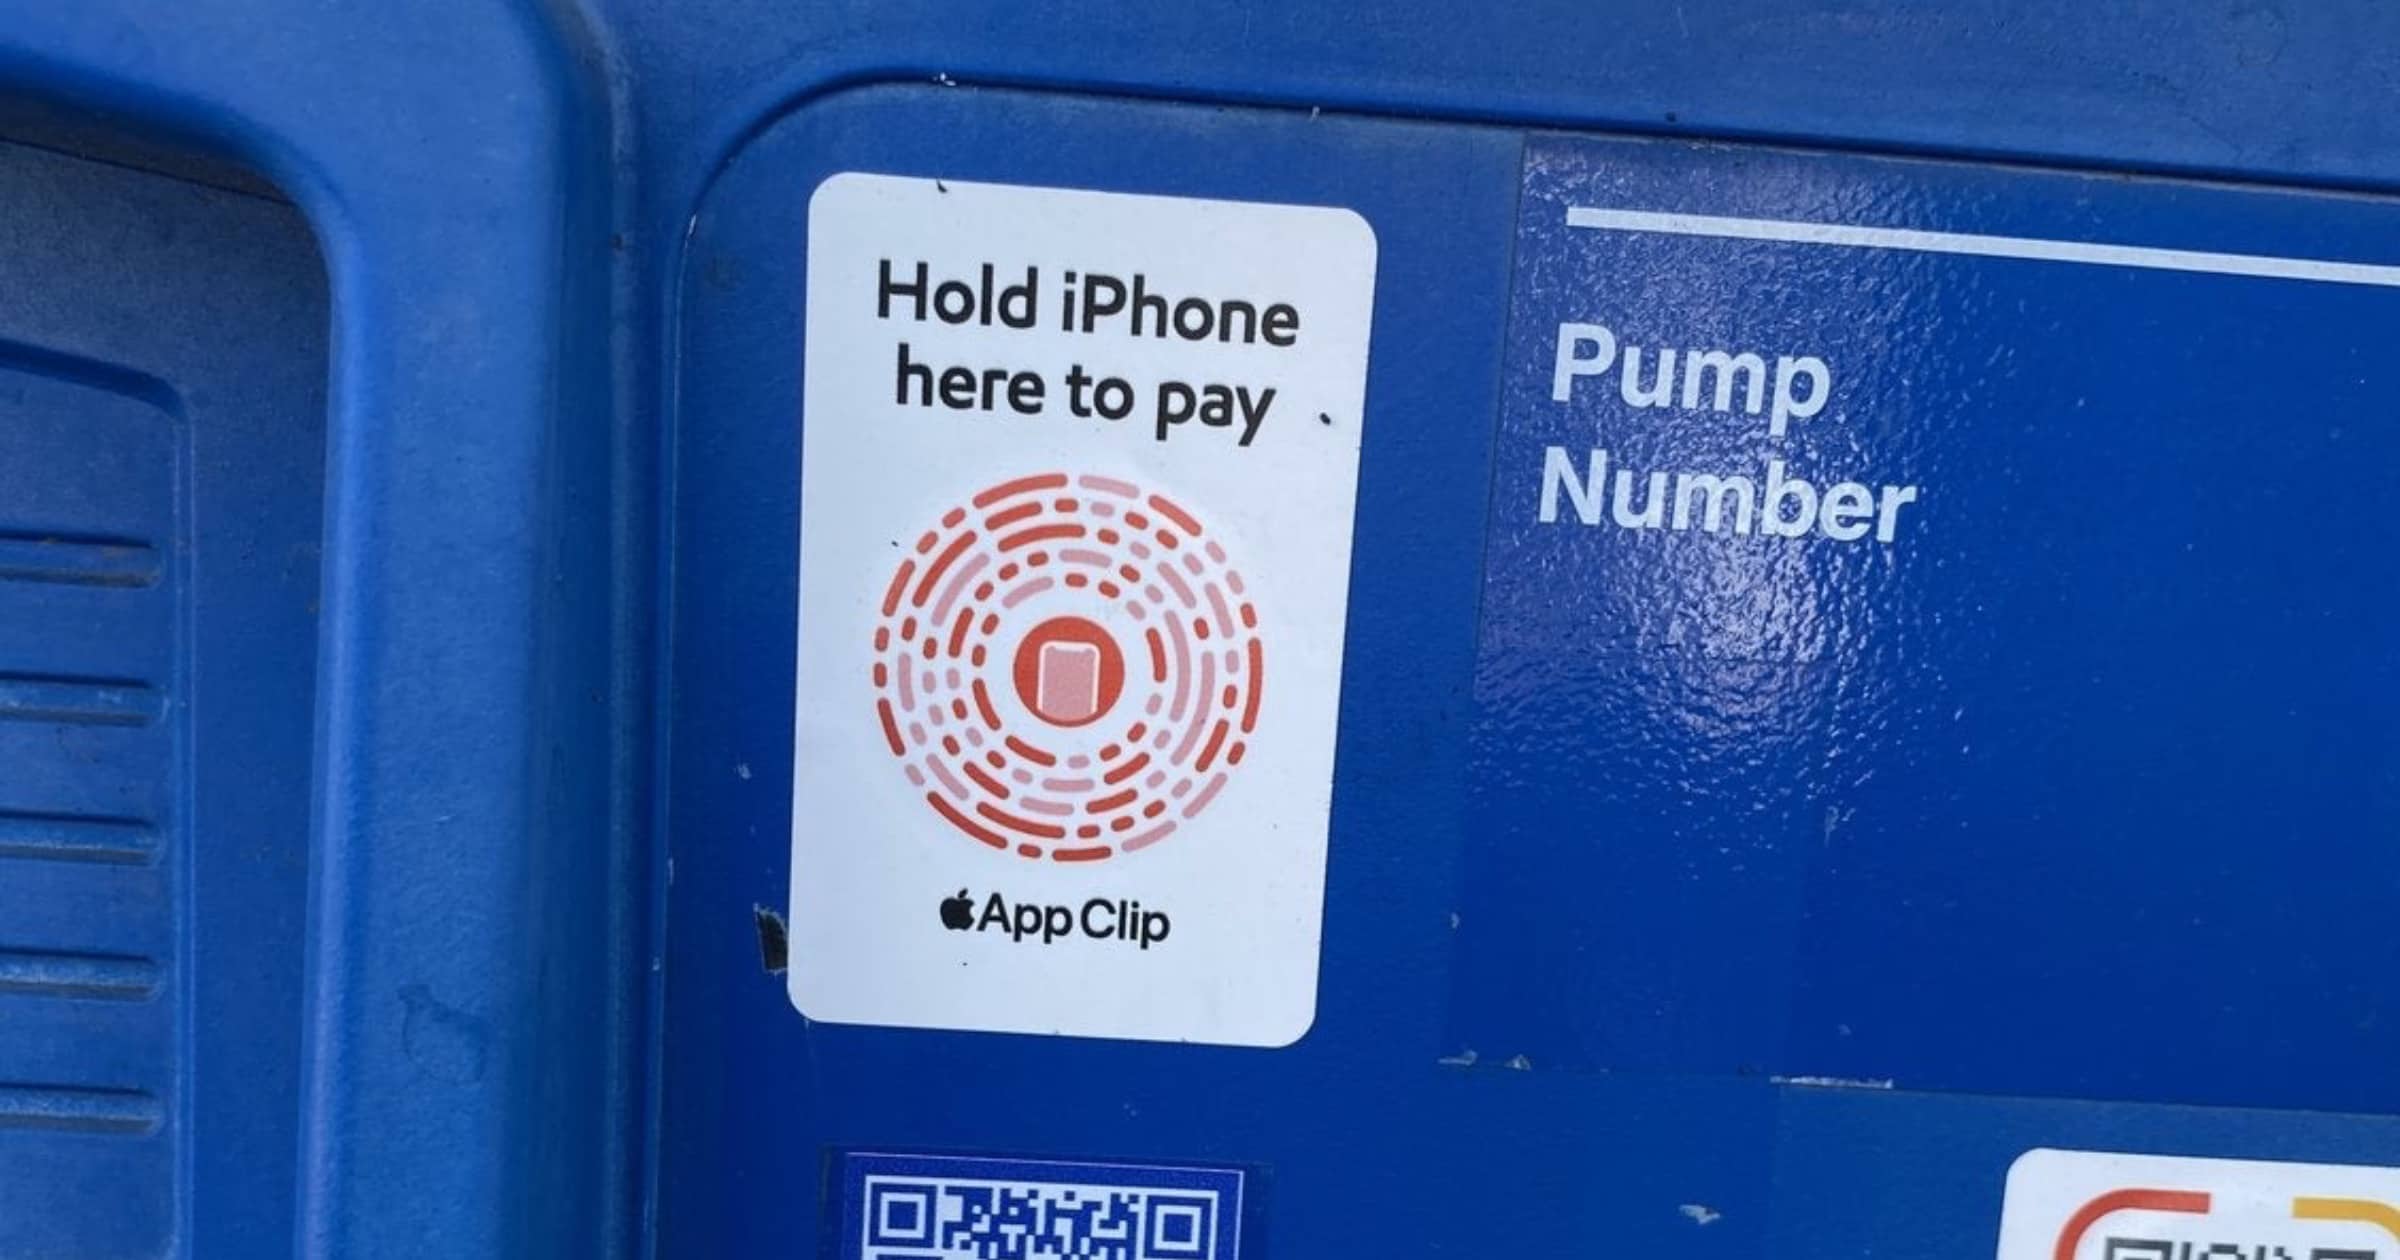 Hold iPhone
here to pay
App Clip
Pump
Number